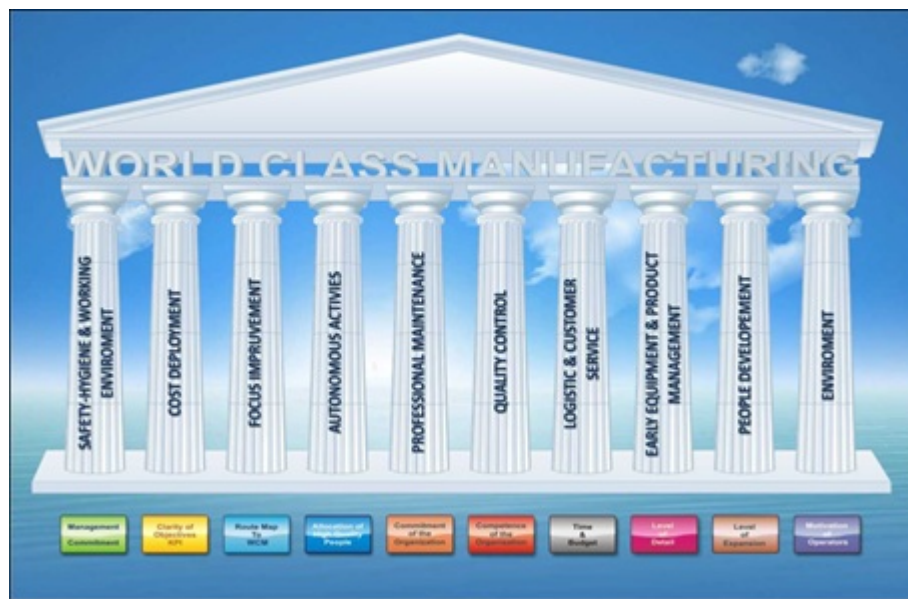 WORLD CLASS MANUFACTURING
SAFETY-HYGIENE & WORKING
ENVIROMENT
COST DEPLOYMENT
FOCUS IMPRUVEMENT
AUTONOMOUS ACTIVIES
PROFESSIONAL MAINTENANCE
QUALITY CONTROL
LOGISTIC & CUSTOMER
SERVICE
EARLY EQUIPMENT & PRODUCT
MANAGEMENT
PEOPLE DEVELOPEMENT
ENVIROMENT
Management
Commitment
Clarity of
Objectives
KPI
Route Map
To
WCM
Allocation of
High Quality
People
Commitment
of the
Organization
Competence
of the
Organization
Time
&
Budget
Level
of
Detail
Level
of
Expansion
Motivation
of
Operators